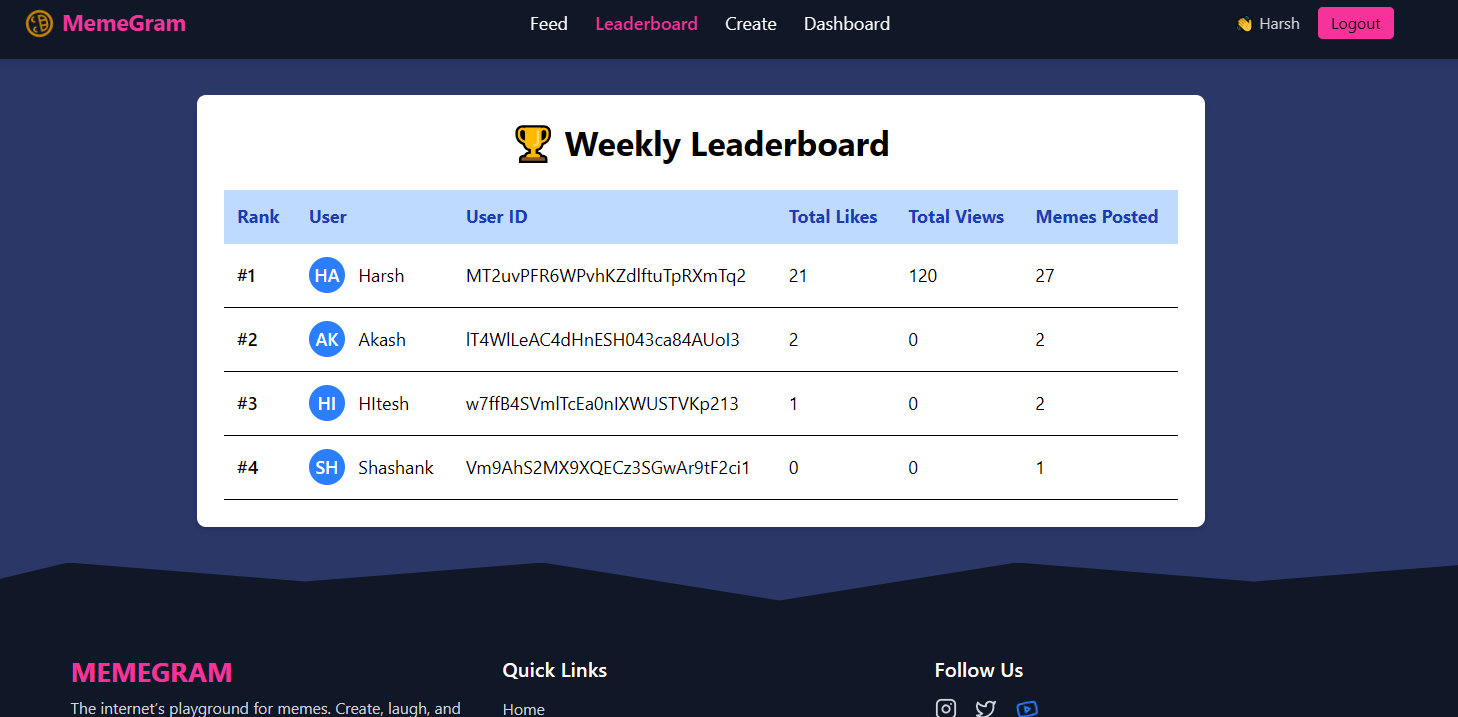 MemeGram Feed Leaderboard Create Dashboard 👋 Harsh Logout
🏆 Weekly Leaderboard
Rank User User ID Total Likes Total Views Memes Posted
#1 HA Harsh MT2uvPFR6WPvhKZdlftuTpRXmTq2 21 120 27
#2 AK Akash lT4WlLeAC4dHnESH043ca84AUoI3 2 0 2
#3 HI HItesh w7ffB4SVmlTcEa0nIXWUSTVKp213 1 0 2
#4 SH Shashank Vm9AhS2MX9XQECz3SGwAr9tF2ci1 0 0 1
MEMEGRAM Quick Links Follow Us
The internet’s playground for memes. Create, laugh, and Home